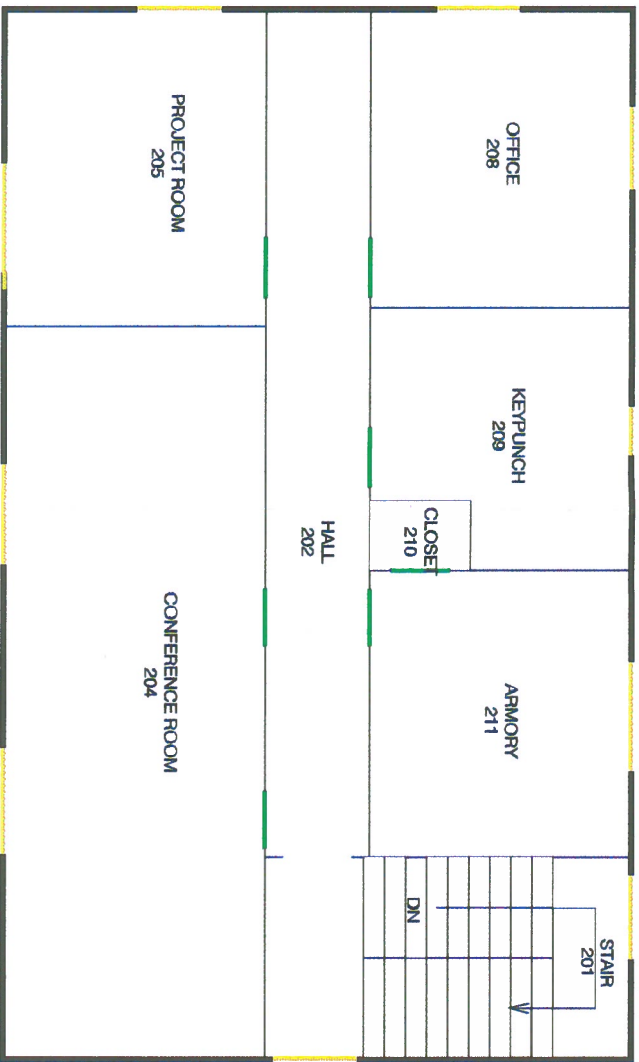 OFFICE
208
KEYPUNCH
209
CLOSET
210
ARMORY
211
STAIR
201
DN
HALL
202
PROJECT ROOM
205
CONFERENCE ROOM
204